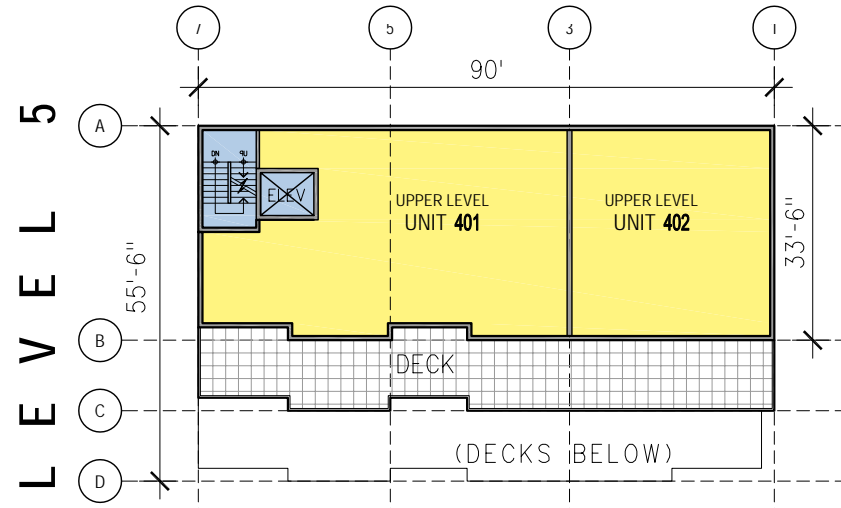 7 5 3 1
90'
LEVEL 5
A
DN UP
ELEV
UPPER LEVEL
UNIT 401
UPPER LEVEL
UNIT 402
33'-6"
55'-6"
B
DECK
C
(DECKS BELOW)
D